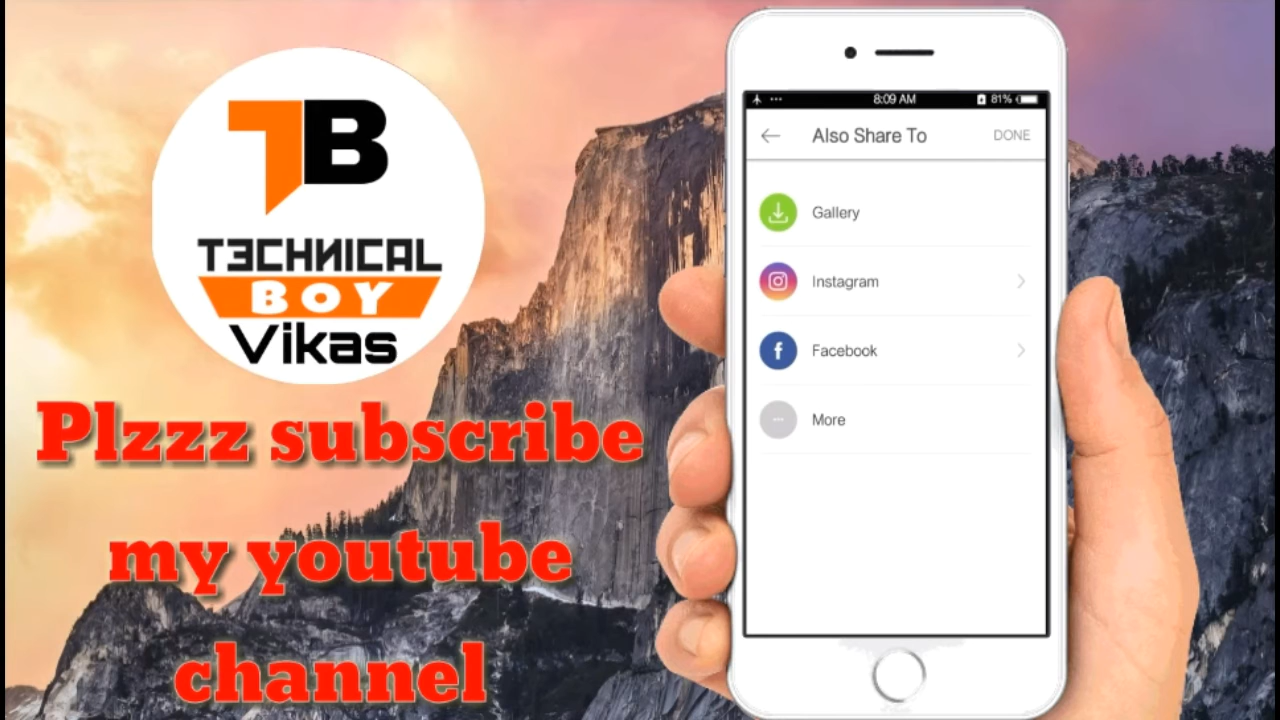 TB
TECHNICAL
BOY
Vikas
Plzzz subscribe
my youtube
channel
8:09 AM
81%
Also Share To
DONE
Gallery
Instagram
Facebook
More